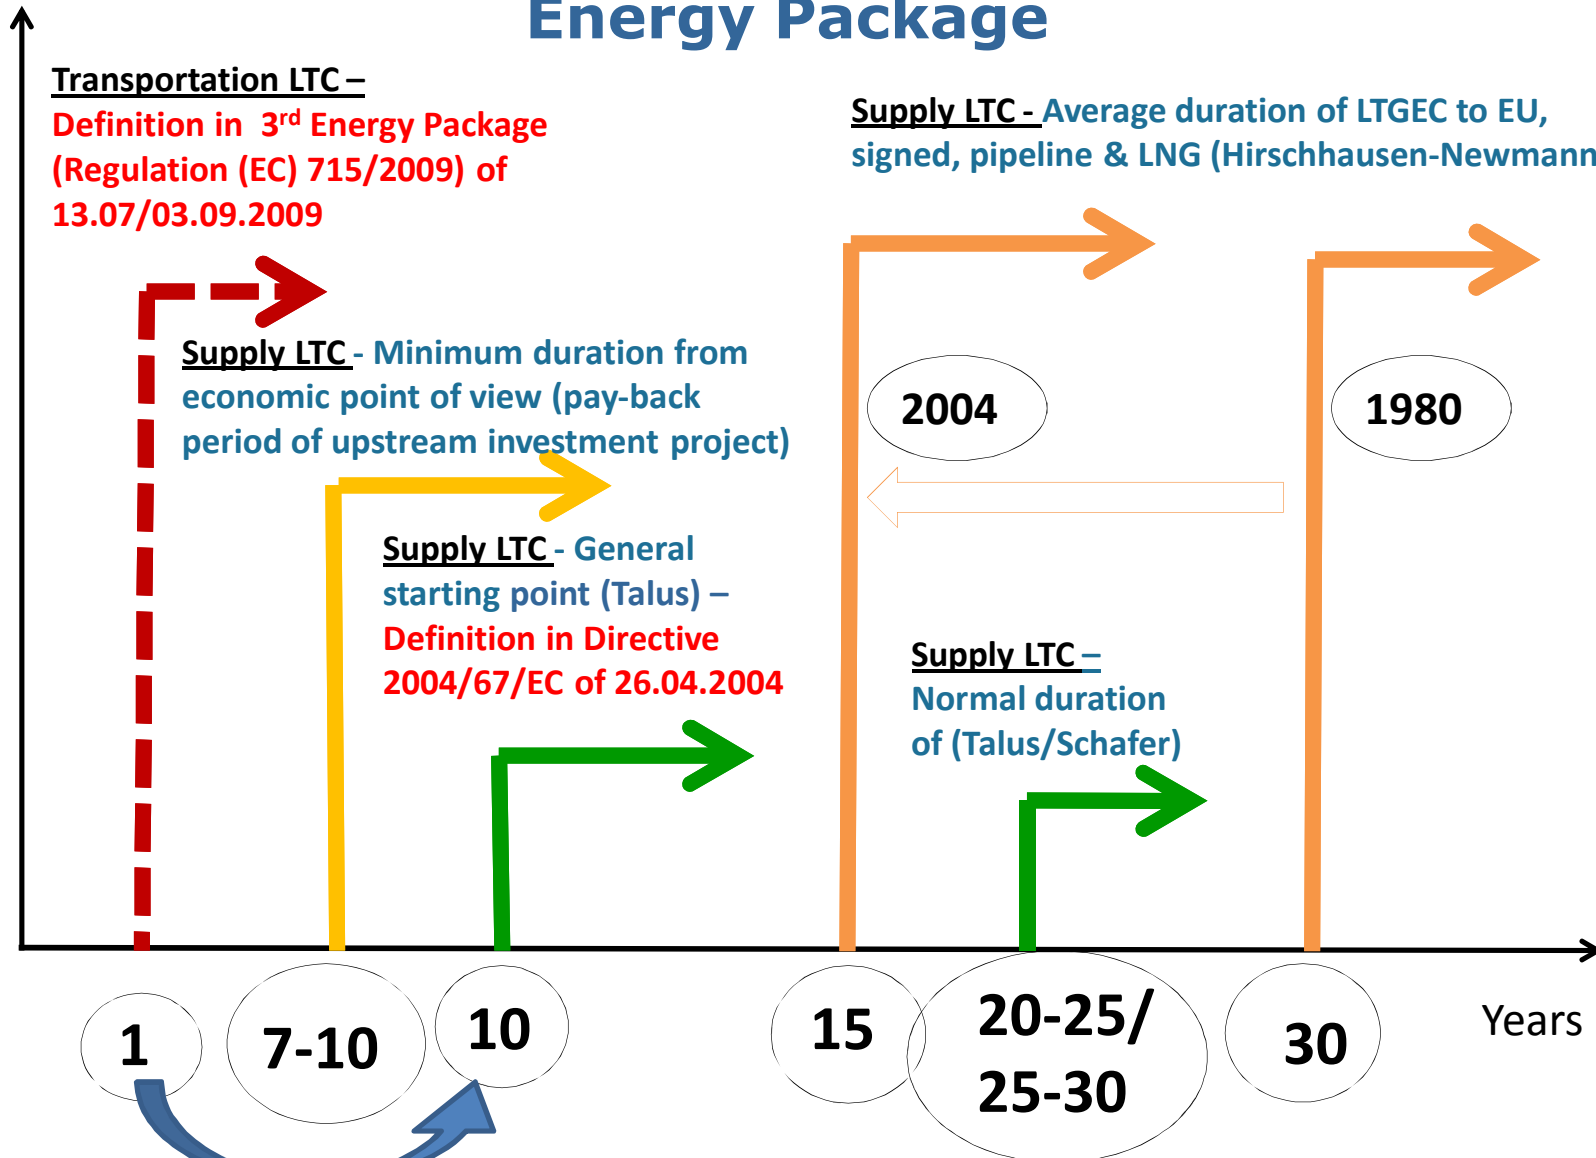 Energy Package
Transportation LTC –
Definition in 3rd Energy Package
(Regulation (EC) 715/2009) of
13.07/03.09.2009
Supply LTC - Average duration of LTGEC to EU,
signed, pipeline & LNG (Hirschhausen-Newmann
Supply LTC - Minimum duration from
economic point of view (pay-back
period of upstream investment project)
2004
1980
Supply LTC - General
starting point (Talus) –
Definition in Directive
2004/67/EC of 26.04.2004
Supply LTC –
Normal duration
of (Talus/Schafer)
1
7-10
10
15
20-25/
25-30
30
Years